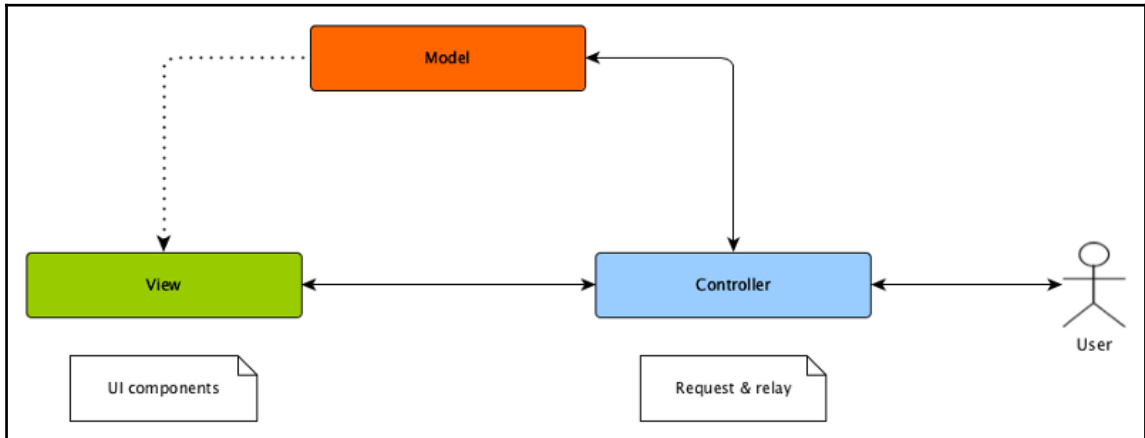 Model
View
Controller
User
UI components
Request & relay